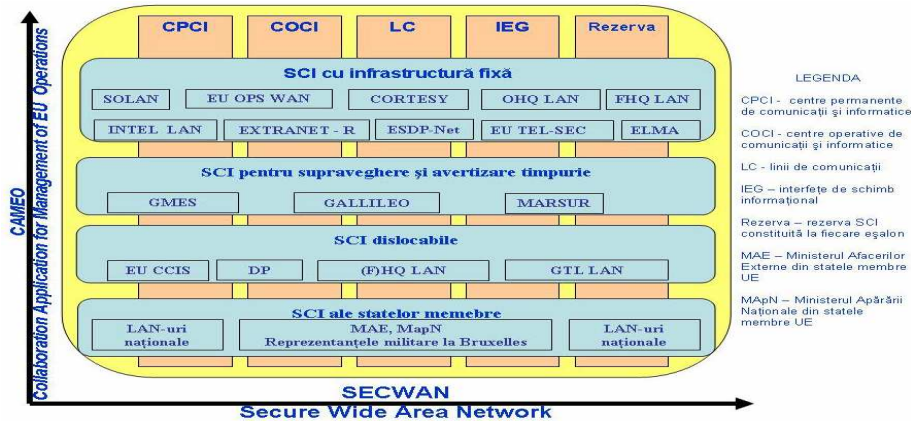 CAMEO
Collaboration Application for Management of EU Operations
CPCI
COCI
LC
IEG
Rezerva
SCI cu infrastructură fixă
SOLAN
EU OPS WAN
CORTESY
OHQ LAN
FHQ LAN
INTEL LAN
EXTRANET - R
ESDP-Net
EU TEL-SEC
ELMA
SCI pentru supraveghere şi avertizare timpurie
GMES
GALLILEO
MARSUR
SCI dislocabile
EU CCIS
DP
(F)HQ LAN
GTL LAN
SCI ale statelor memebre
LAN-uri
naţionale
MAE, MapN
Reprezentanţele militare la Bruxelles
LAN-uri
naţionale
SECWAN
Secure Wide Area Network
LEGENDA
CPCI - centre permanente
de comunicaţii şi informatice
COCI - centre operative de
comunicaţii şi informatice
LC - linii de comunicaţii
IEG – interfeţe de schimb
informaţional
Rezerva – rezerva SCI
constituită la fiecare eşalon
MAE – Ministerul Afacerilor
Externe din statele membre
UE
MApN – Ministerul Apărării
Naţionale din statele
membre UE